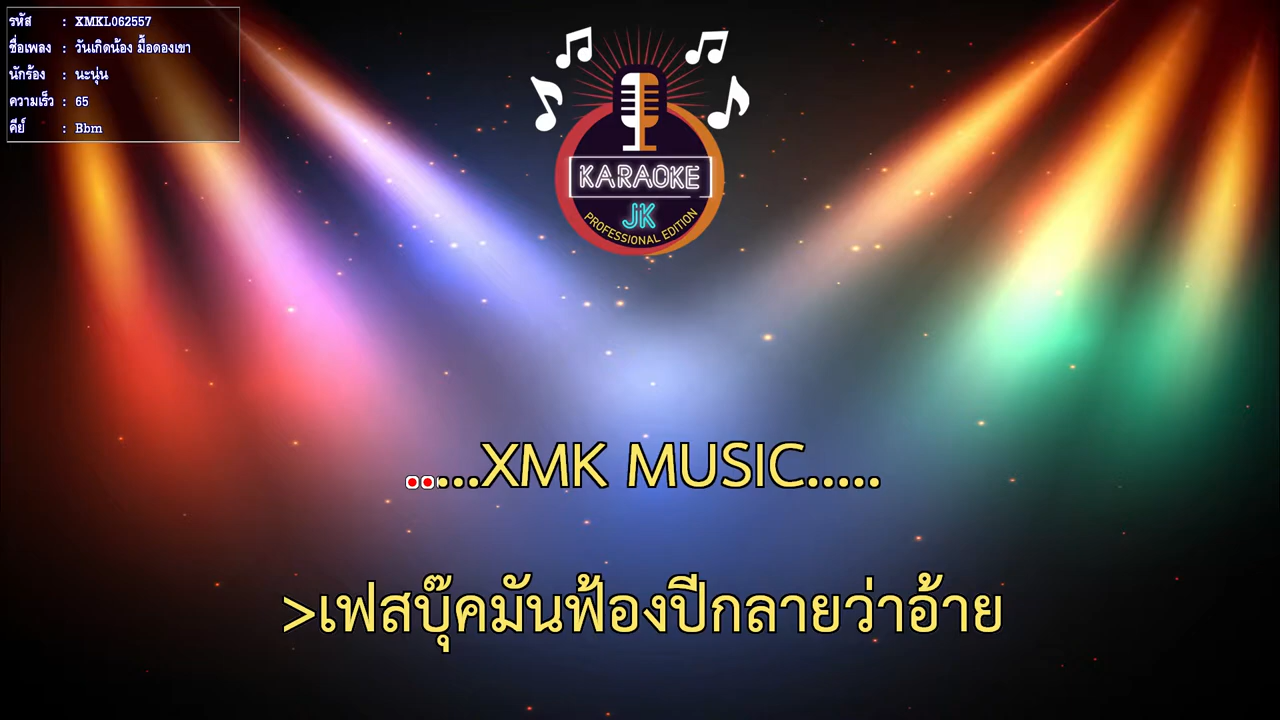 รหัส : XMKL062557
ชื่อเพลง : วันเกิดน้อง มื้อดองเขา
นักร้อง : นะนุ่น
ความเร็ว : 65
คีย์ : Bbm
KARAOKE
JK
PROFESSIONAL EDITION
.....XMK MUSIC.....
>เฟสบุ๊คมันฟ้องปีกลายว่าอ้าย